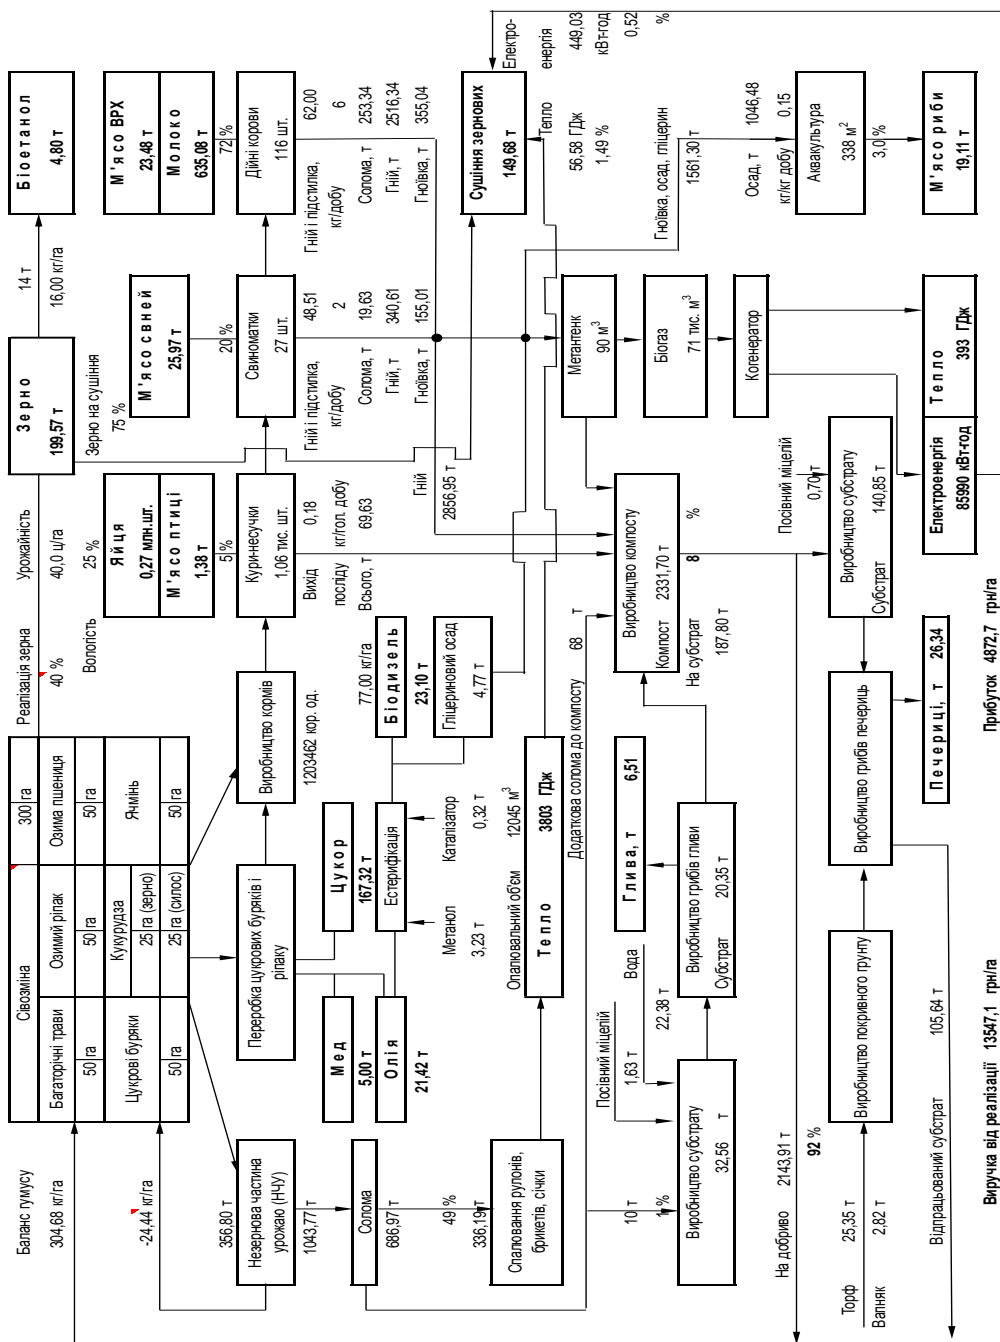 Баланс гумусу
304,68 кг/га
-24,44 кг/га
Сівозміна
300 га
Багаторічні трави
Озимий ріпак
Озима пшениця
50 га
50 га
50 га
Цукрові буряки
Кукурудза
Ячмінь
25 га (зерно)
50 га
25 га (силос)
50 га
Реалізація зерна
40 %
Урожайність
40,0 ц/га
Вологість
25 %
Зерно
199,57 т
Зерно на сушіння
75 %
14 т
16,00 кг/га
Біоетанол
4,80 т
Яйця
0,27 млн.шт.
М'ясо птиці
1,38 т
5 %
М'ясо свиней
25,97 т
20 %
М'ясо ВРХ
23,48 т
Молоко
635,08 т
72 %
356,80 т
Незернова частина
урожаю (НЧУ)
1043,77 т
Переробка цукрових буряків і
ріпаку
Виробництво кормів
1203462 кор. од.
Кури-несучки
1,06 тис. шт.
Вихід
0,18
посліду
кг/гол. добу
Всього, т
69,63
Свиноматки
27 шт.
Гній і підстилка,
48,51
кг/добу
2
Солома, т
19,63
Гній, т
340,61
Гноївка, т
155,01
Дійні корови
116 шт.
Гній і підстилка,
62,00
кг/добу
6
Солома, т
253,34
Гній, т
2516,34
Гноївка, т
355,04
Солома
686,97 т
49 %
336,19 т
Мед
5,00 т
Олія
21,42 т
Цукор
167,32 т
Естерифікація
Метанол
3,23 т
Каталізатор
0,32 т
77,00 кг/га
Біодизель
23,10 т
Гліцериновий осад
4,77 т
Гній
2856,95 т
Сушіння зернових
149,68 т
Електро-
енергія
449,03
кВт-год
0,52
%
Тепло
56,58 ГДж
1,49 %
Спалювання рулонів,
брикетів, січки
Опалювальний об'єм
12045 м³
Тепло
3803 ГДж
Додаткова солома до компосту
68 т
Метантенк
90 м³
Біогаз
71 тис. м³
Когенератор
Гноївка, осад, гліцерин
1561,30 т
Осад, т
1046,48
кг/кг добу
0,15
Аквакультура
338 м²
3,0 %
М'ясо риби
19,11 т
10 т
1 %
Посівний міцелій
1,63 т
Вода
22,38 т
Виробництво субстрату
32,56 т
Глива, т
6,51
Виробництво грибів гливи
Субстрат
20,35 т
Виробництво компосту
Компост
2331,70 т
На субстрат
8 %
187,80 т
На добриво
2143,91 т
92 %
Посівний міцелій
0,70 т
Виробництво субстрату
Субстрат
140,85 т
Електроенергія
85990 кВт-год
Тепло
393 ГДж
Торф
25,35 т
Вапняк
2,82 т
Виробництво покривного грунту
Виробництво грибів печериць
Печериці, т
26,34
Відпрацьований субстрат
105,64 т
Виручка від реалізації 13547,1 грн/га
Прибуток 4872,7 грн/га